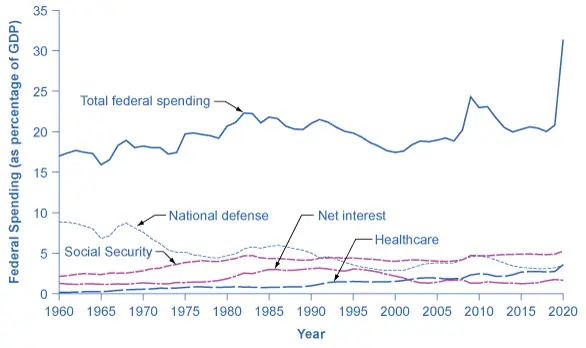 Federal Spending (as percentage of GDP)
35
30
25
20
15
10
5
0
Total federal spending
National defense
Net interest
Social Security
Healthcare
1960 1965 1970 1975 1980 1985 1990 1995 2000 2005 2010 2015 2020
Year